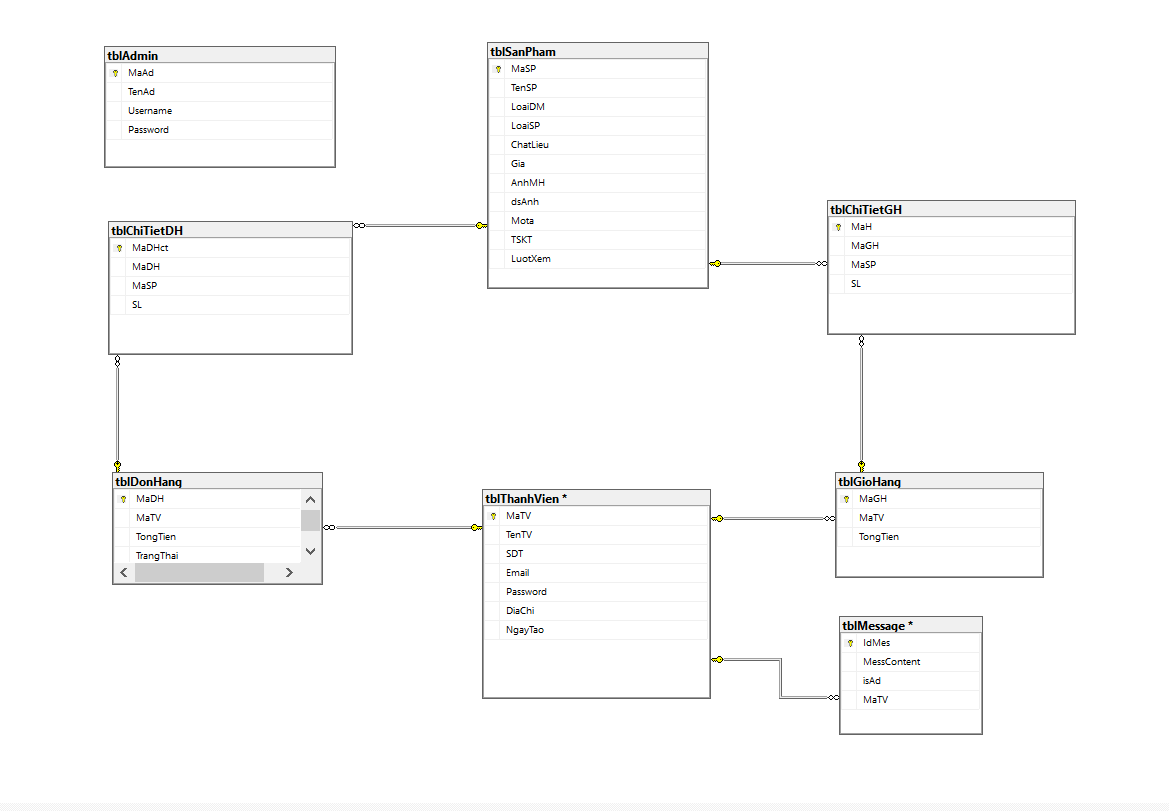 tblAdmin
MaAd
TenAd
Username
Password
tblSanPham
MaSP
TenSP
LoaiDM
LoaiSP
ChatLieu
Gia
AnhMH
dsAnh
Mota
TSKT
LuotXem
tblChiTietGH
MaH
MaGH
MaSP
SL
tblChiTietDH
MaDHct
MaDH
MaSP
SL
tblDonHang
MaDH
MaTV
TongTien
TrangThai
tblThanhVien *
MaTV
TenTV
SDT
Email
Password
DiaChi
NgayTao
tblGioHang
MaGH
MaTV
TongTien
tblMessage *
IdMes
MessContent
isAd
MaTV